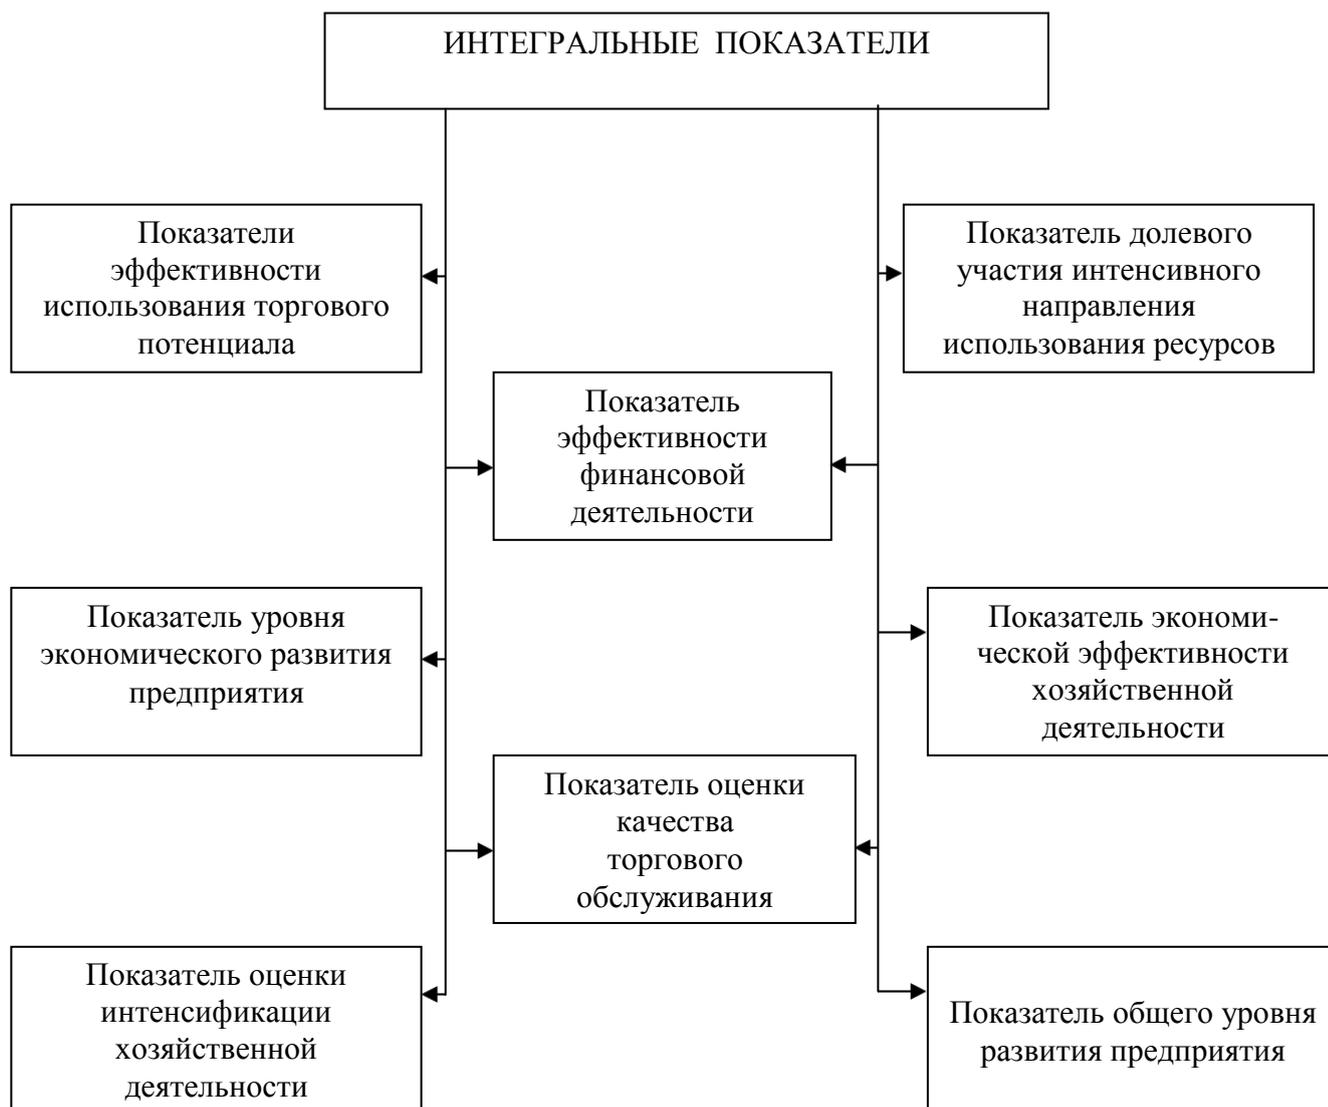 ИНТЕГРАЛЬНЫЕ ПОКАЗАТЕЛИ
Показатели
эффективности
использования торгового
потенциала
Показатель долевого
участия интенсивного
направления
использования ресурсов
Показатель
эффективности
финансовой
деятельности
Показатель уровня
экономического развития
предприятия
Показатель экономи-
ческой эффективности
хозяйственной
деятельности
Показатель оценки
качества
торгового
обслуживания
Показатель оценки
интенсификации
хозяйственной
деятельности
Показатель общего уровня
развития предприятия